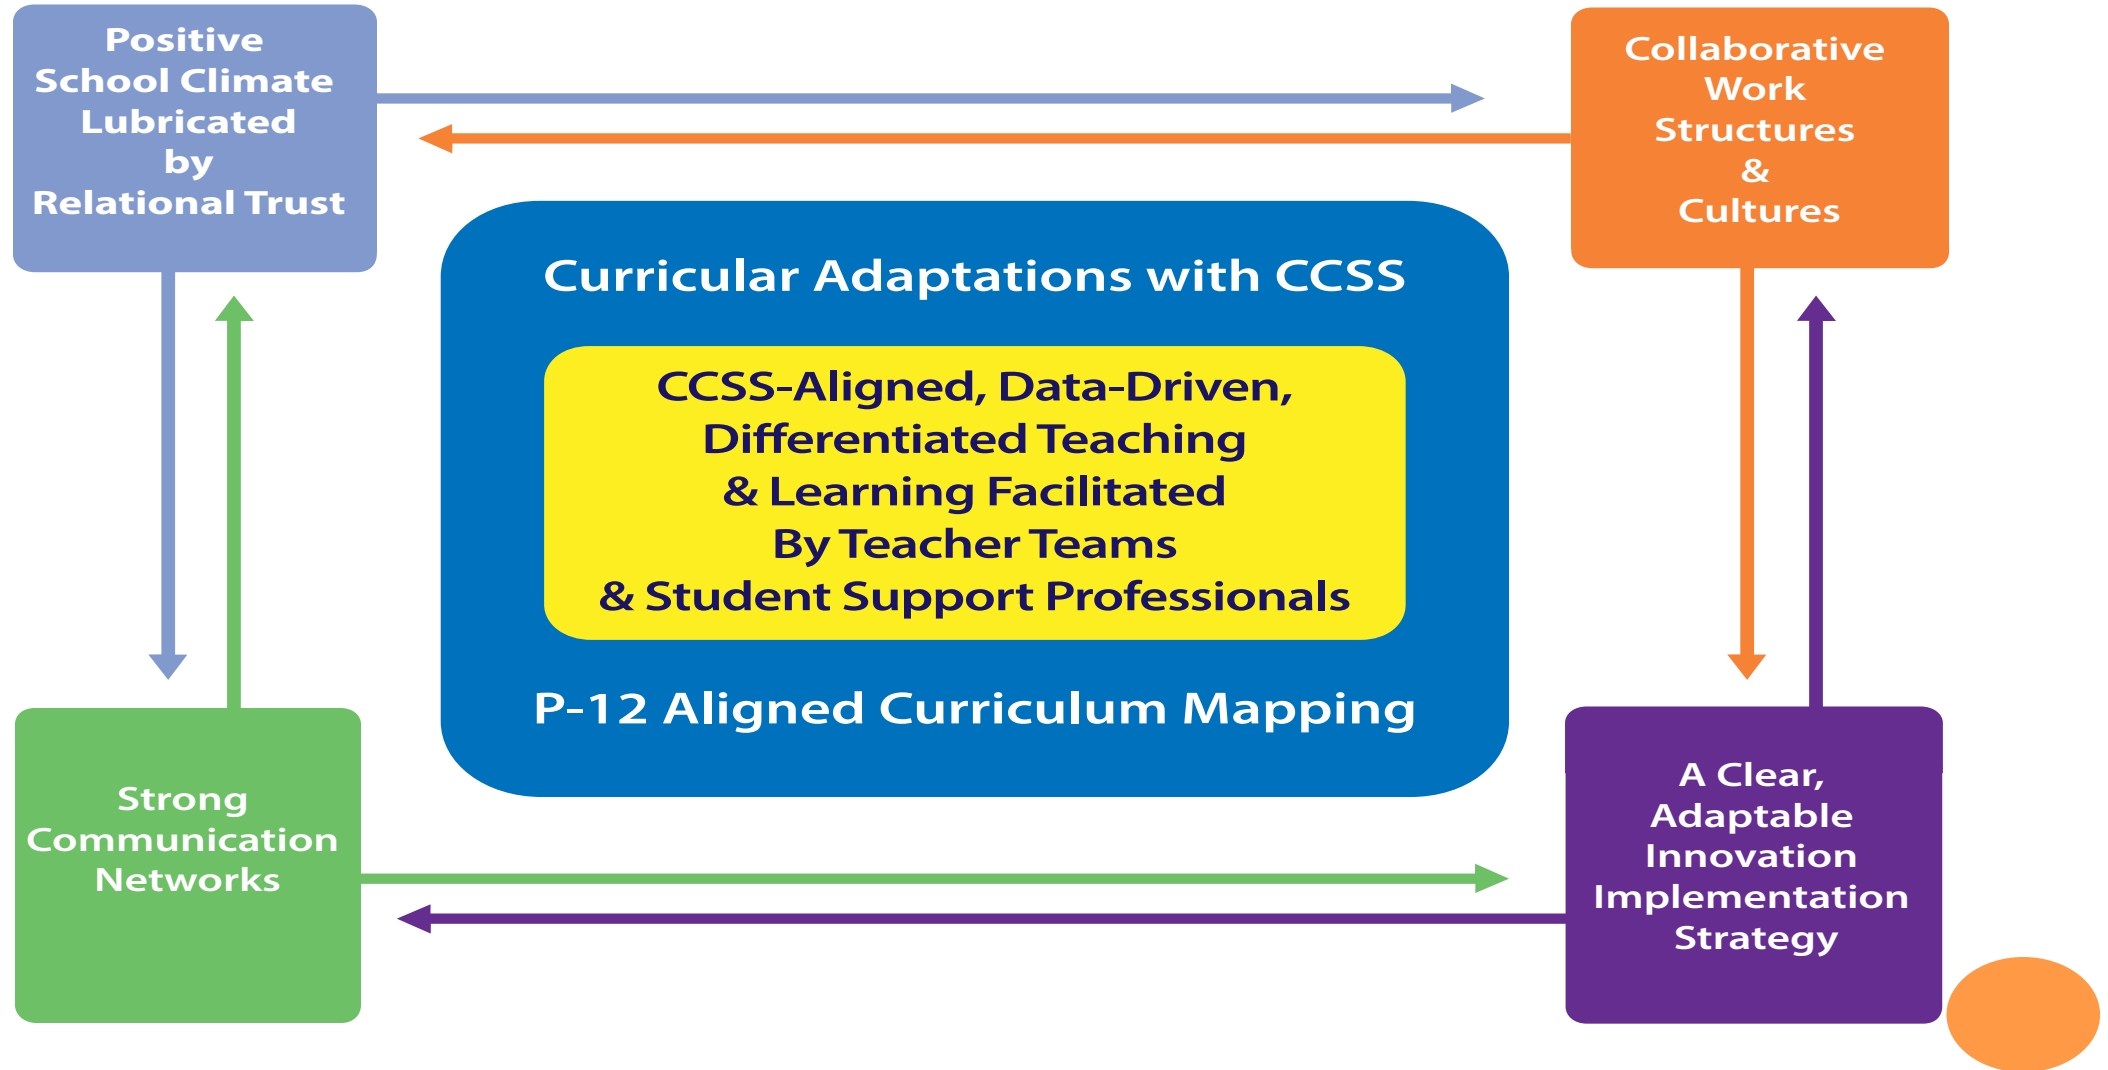 Positive
School Climate
Lubricated
by
Relational Trust
Collaborative
Work
Structures
&
Cultures
Curricular Adaptations with CCSS
CCSS-Aligned, Data-Driven,
Differentiated Teaching
& Learning Facilitated
By Teacher Teams
& Student Support Professionals
P-12 Aligned Curriculum Mapping
Strong
Communication
Networks
A Clear,
Adaptable
Innovation
Implementation
Strategy